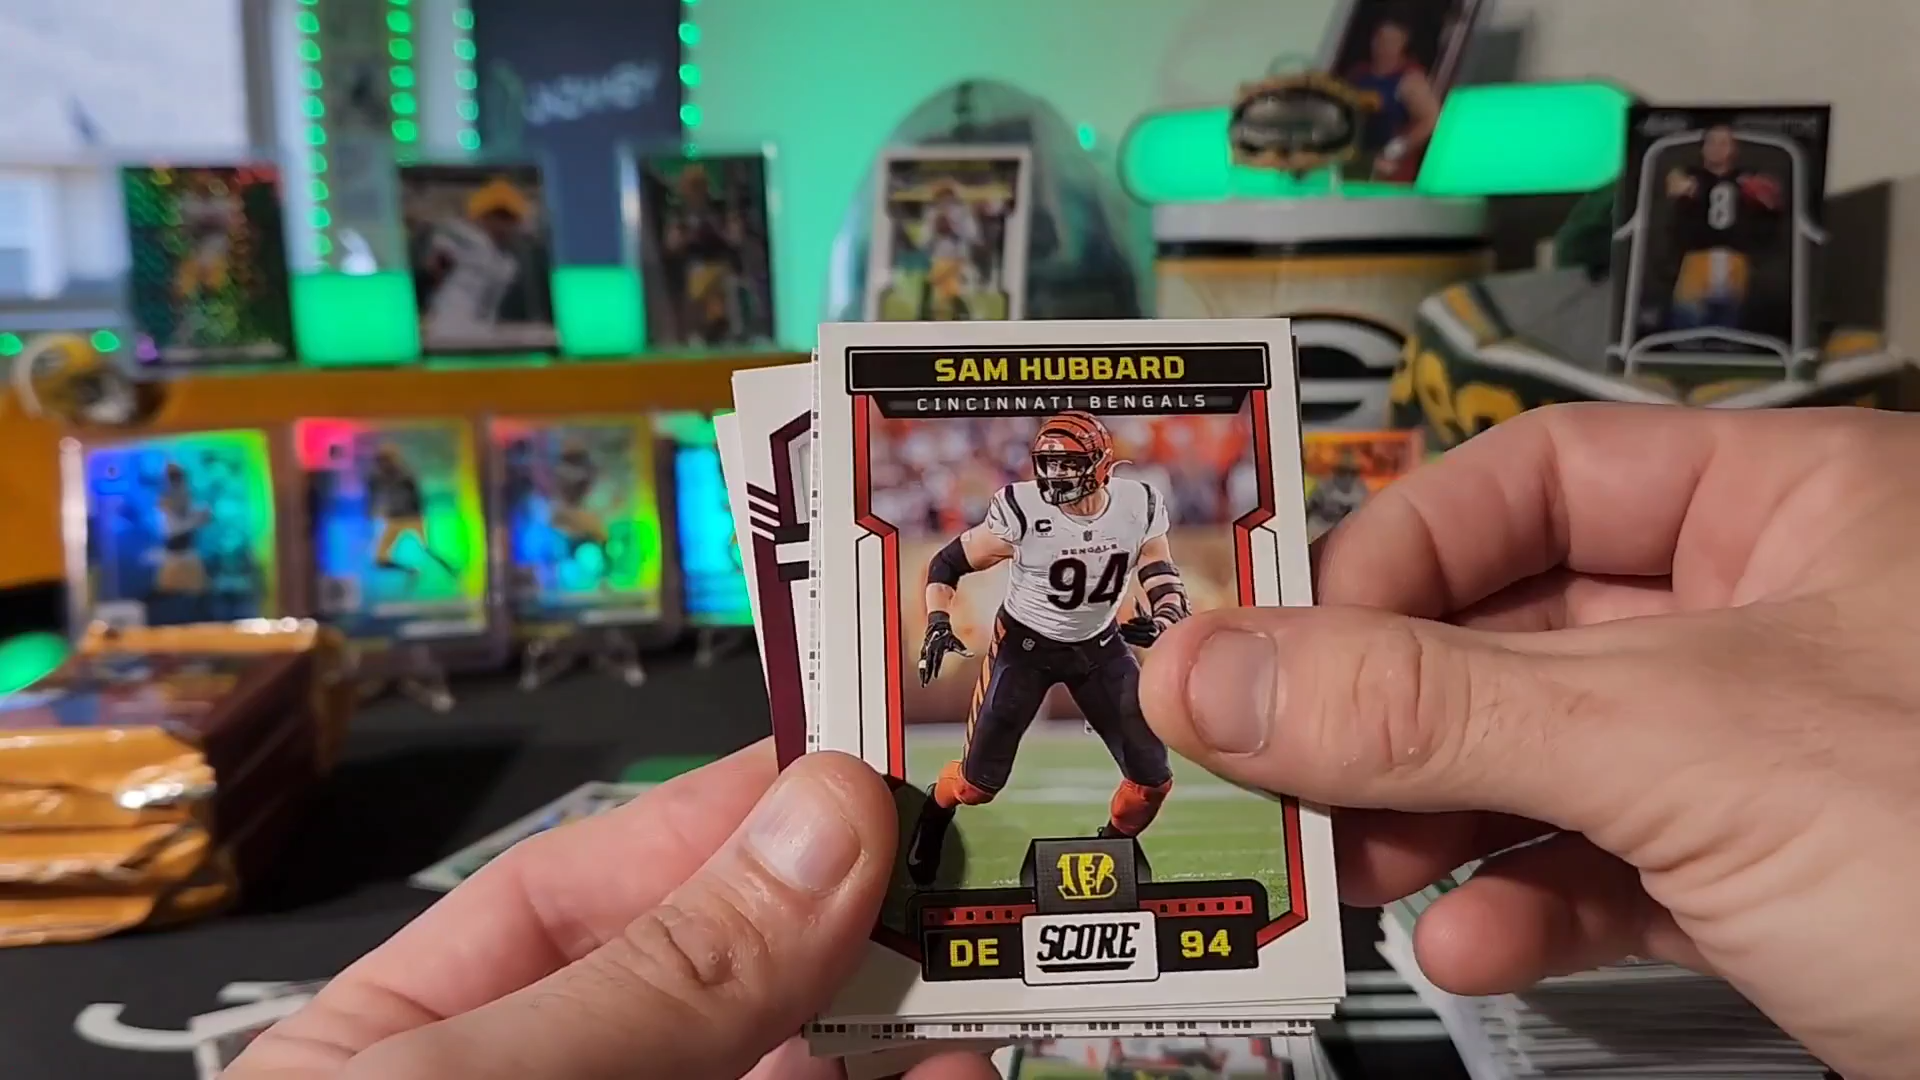 SAM HUBBARD
CINCINNATI BENGALS
C
BENGALS
94
DE
SCORE
94
8